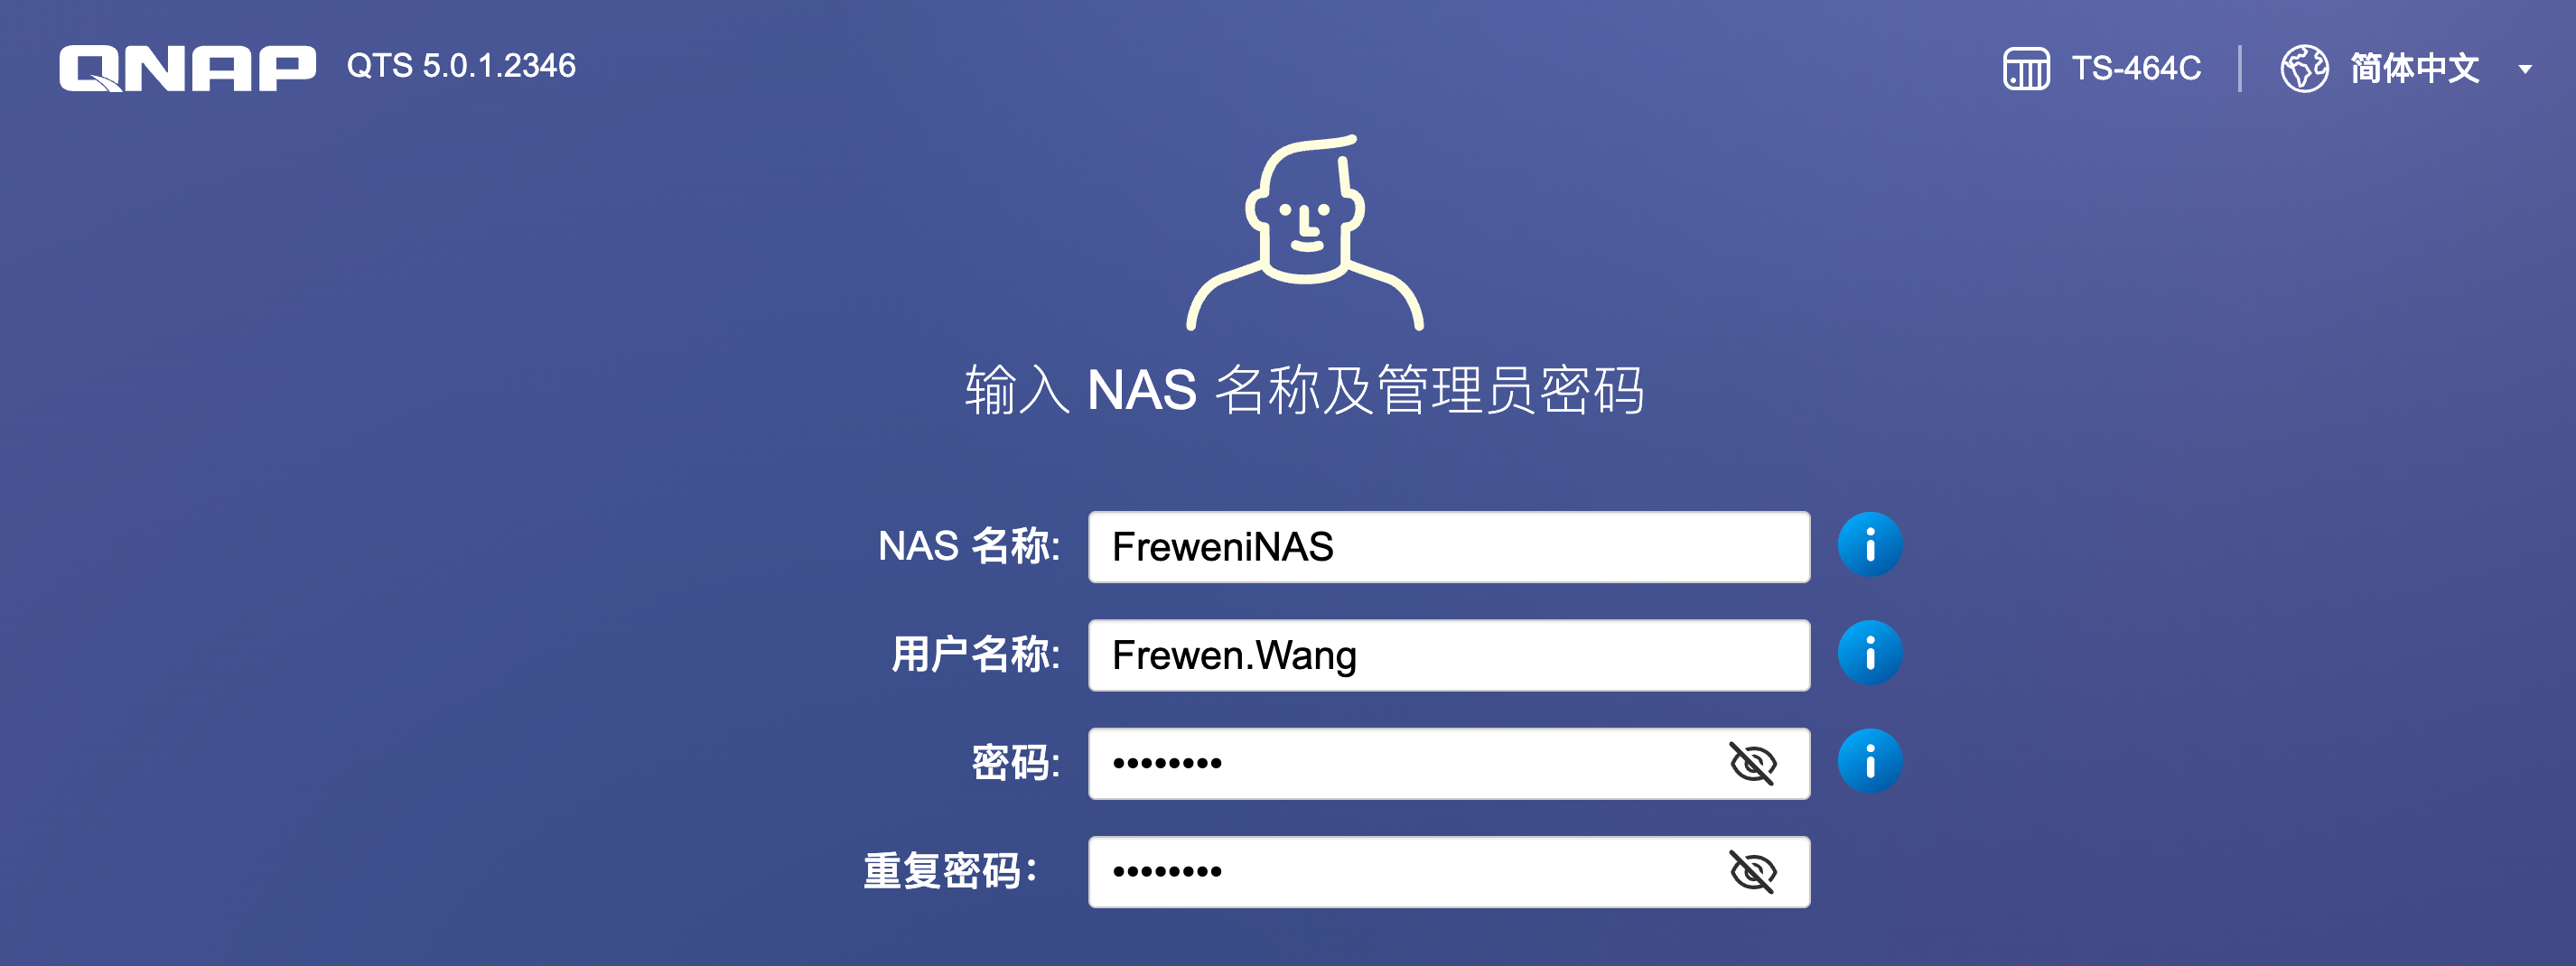 QNAP QTS 5.0.1.2346 TS-464C 简体中文
输入 NAS 名称及管理员密码
NAS 名称: FreweniNAS
用户名称: Frewen.Wang
密码: ••••••••
重复密码： ••••••••